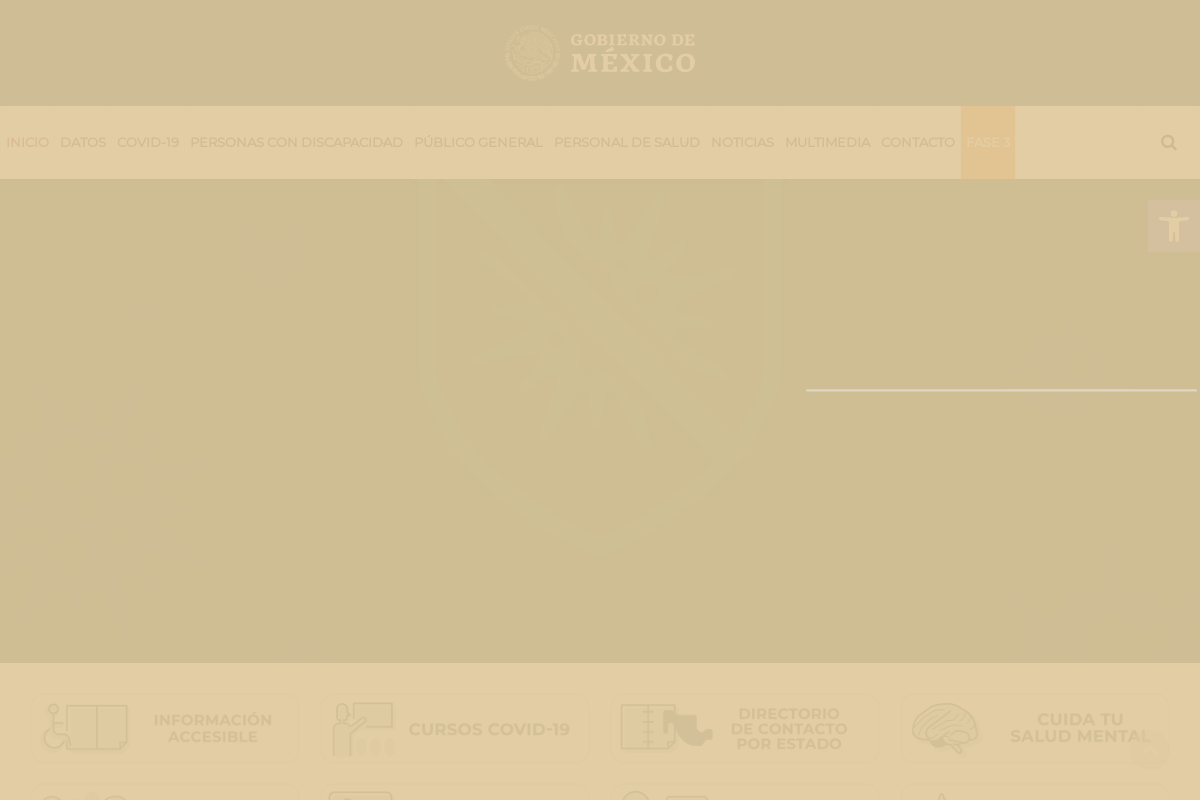 GOBIERNO DE
MÉXICO
INICIO DATOS COVID-19 PERSONAS CON DISCAPACIDAD PÚBLICO GENERAL PERSONAL DE SALUD NOTICIAS MULTIMEDIA CONTACTO FASE 3
INFORMACIÓN
ACCESIBLE
CURSOS COVID-19
DIRECTORIO
DE CONTACTO
POR ESTADO
CUIDA TU
SALUD MENTAL